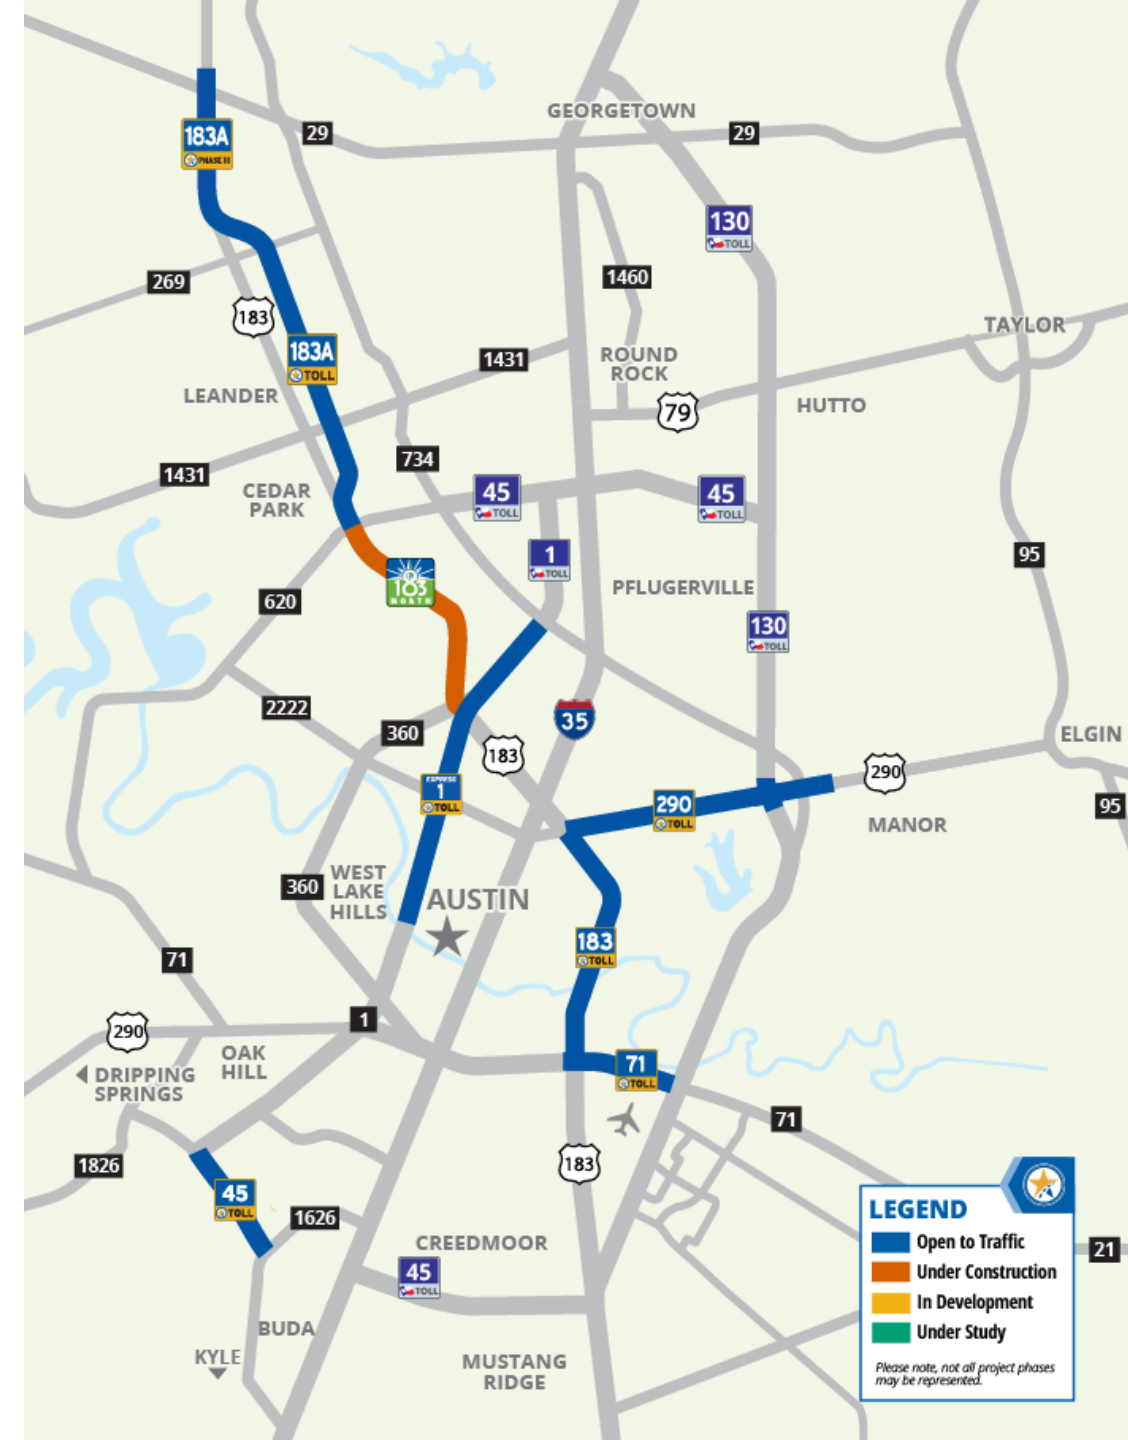 GEORGETOWN
183A
PHASE III
29
29
130
TOLL
269
1460
183
TAYLOR
183A
TOLL
1431
ROUND
ROCK
LEANDER
79
HUTTO
734
1431
CEDAR
PARK
45
TOLL
45
TOLL
1
TOLL
95
183
NORTH
PFLUGERVILLE
620
130
TOLL
2222
360
35
ELGIN
183
290
EXPRESS
1
TOLL
290
TOLL
95
MANOR
WEST
LAKE
HILLS
360
AUSTIN
183
TOLL
71
1
290
OAK
HILL
DRIPPING
SPRINGS
71
TOLL
71
183
1826
45
TOLL
1626
CREEDMOOR
45
TOLL
21
BUDA
KYLE
MUSTANG
RIDGE
LEGEND
Open to Traffic
Under Construction
In Development
Under Study
Please note, not all project phases
may be represented.